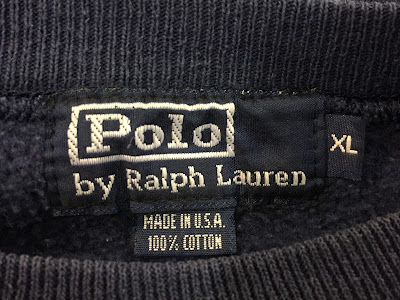 Polo
by Ralph Lauren
XL
MADE IN U.S.A.
100% COTTON